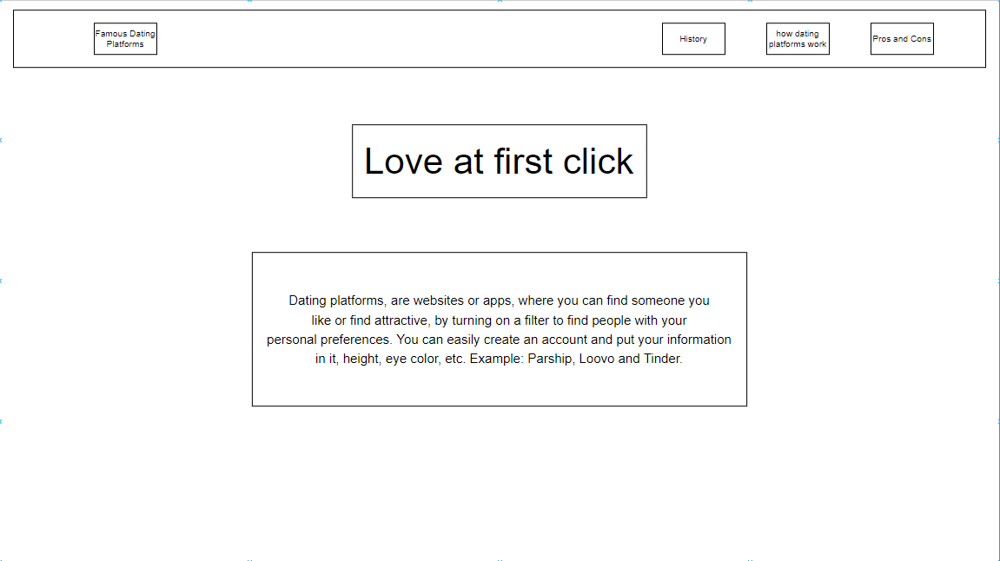 Famous Dating
Platforms
History
how dating
platforms work
Pros and Cons
Love at first click
Dating platforms, are websites or apps, where you can find someone you
like or find attractive, by turning on a filter to find people with your
personal preferences. You can easily create an account and put your information
in it, height, eye color, etc. Example: Parship, Loovo and Tinder.